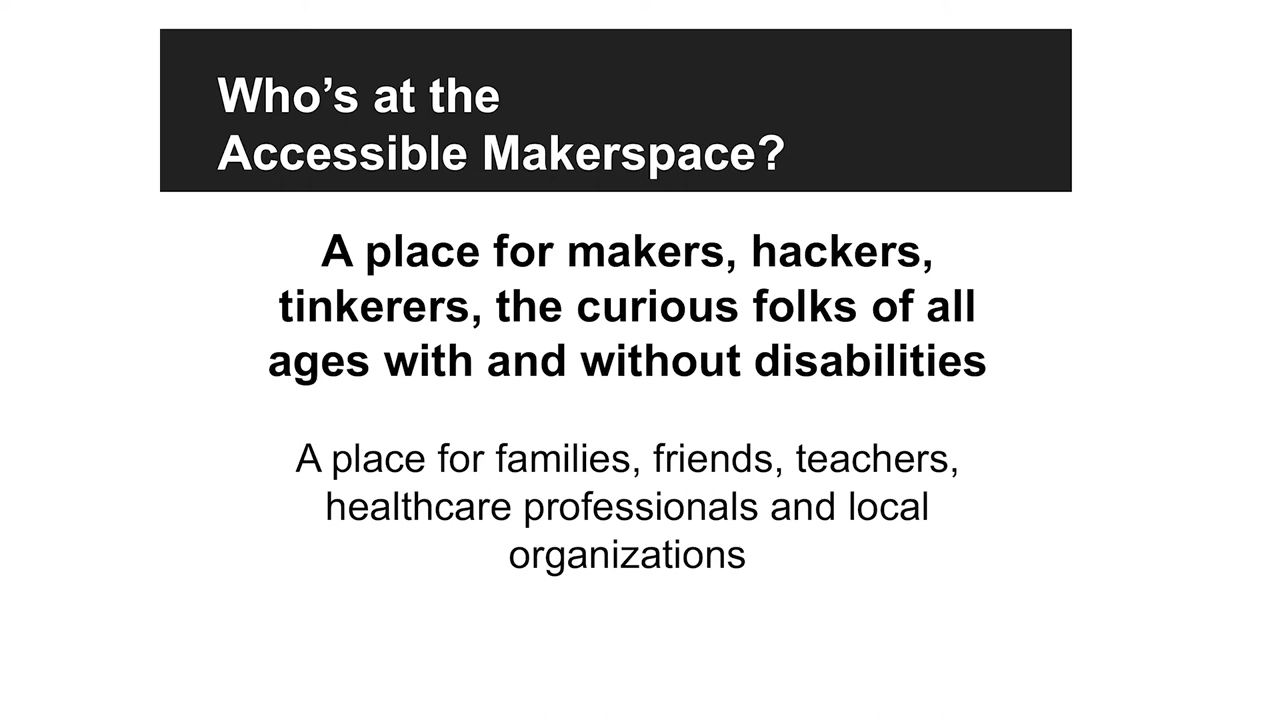 Who’s at the
Accessible Makerspace?
A place for makers, hackers,
tinkerers, the curious folks of all
ages with and without disabilities
A place for families, friends, teachers,
healthcare professionals and local
organizations